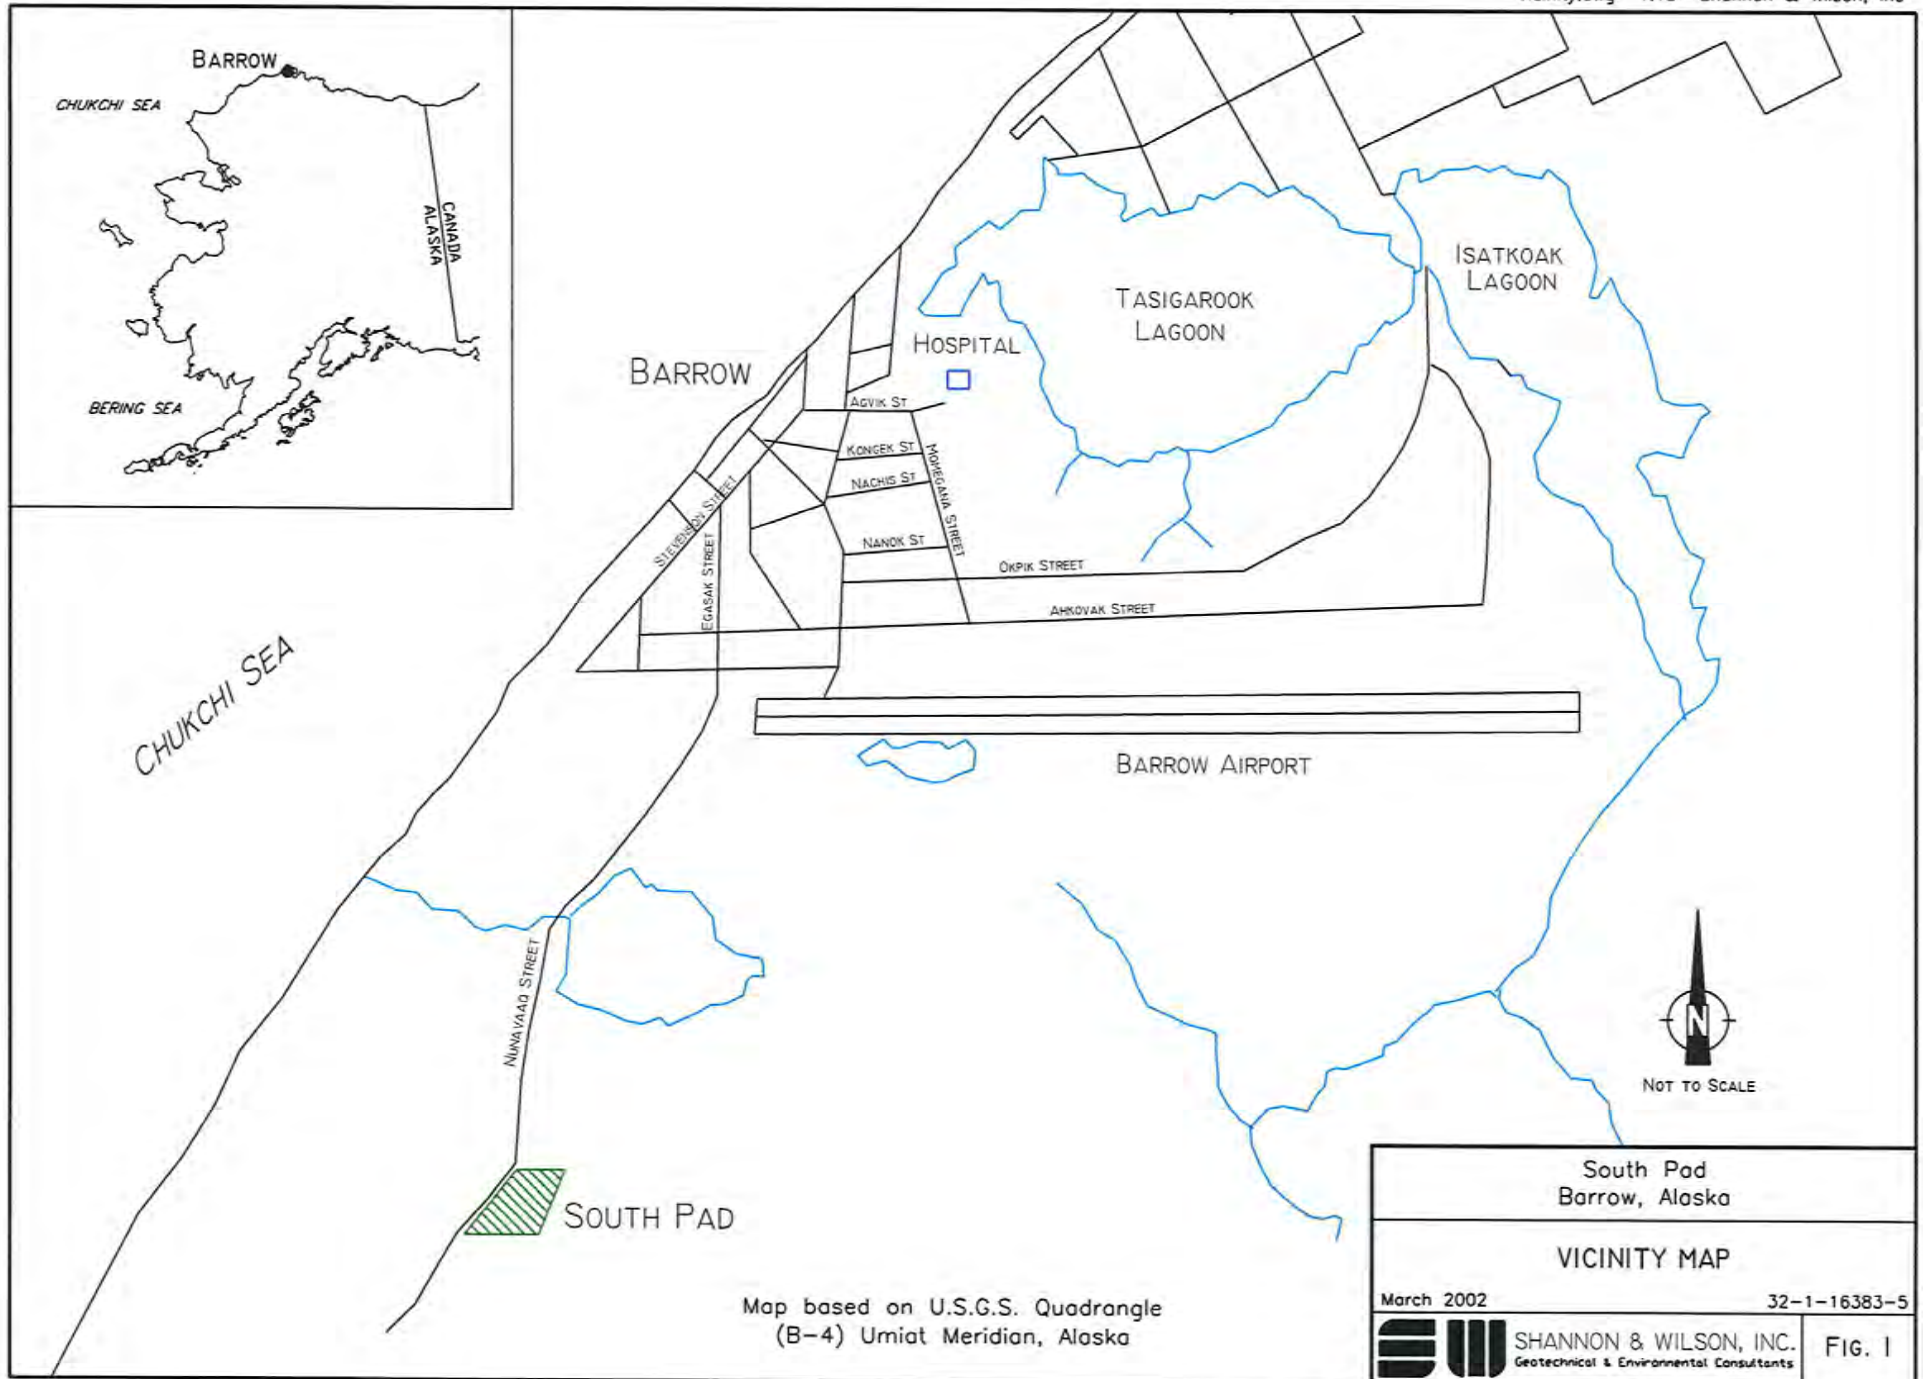 BARROW
CHUKCHI SEA
CANADA
ALASKA
BERING SEA
ISATKOAK
LAGOON
TASIGAROOK
LAGOON
HOSPITAL
BARROW
AGVIK ST
KONGEK ST
MOMEGANA STREET
NACHIS ST
STEVENSON STREET
EGASAK STREET
NANOK ST
OKPIK STREET
AHKOVAK STREET
CHUKCHI SEA
BARROW AIRPORT
NUNAVAAQ STREET
N
NOT TO SCALE
SOUTH PAD
Map based on U.S.G.S. Quadrangle
(B-4) Umiat Meridian, Alaska
South Pad
Barrow, Alaska
VICINITY MAP
March 2002 32-1-16383-5
SW SHANNON & WILSON, INC.
Geotechnical & Environmental Consultants
FIG. 1